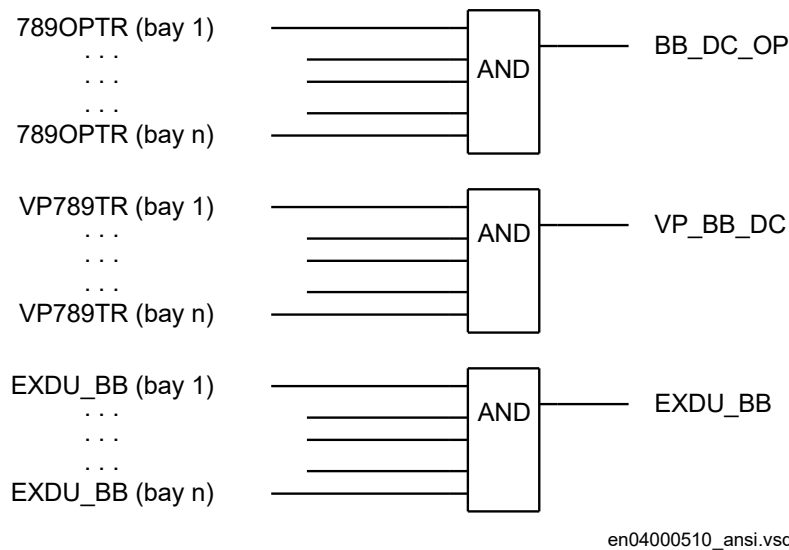 789OPTR (bay 1)
. . .
. . .
. . .
789OPTR (bay n)
AND
BB_DC_OP
VP789TR (bay 1)
. . .
. . .
. . .
VP789TR (bay n)
AND
VP_BB_DC
EXDU_BB (bay 1)
. . .
. . .
. . .
EXDU_BB (bay n)
AND
EXDU_BB
en04000510_ansi.vsd